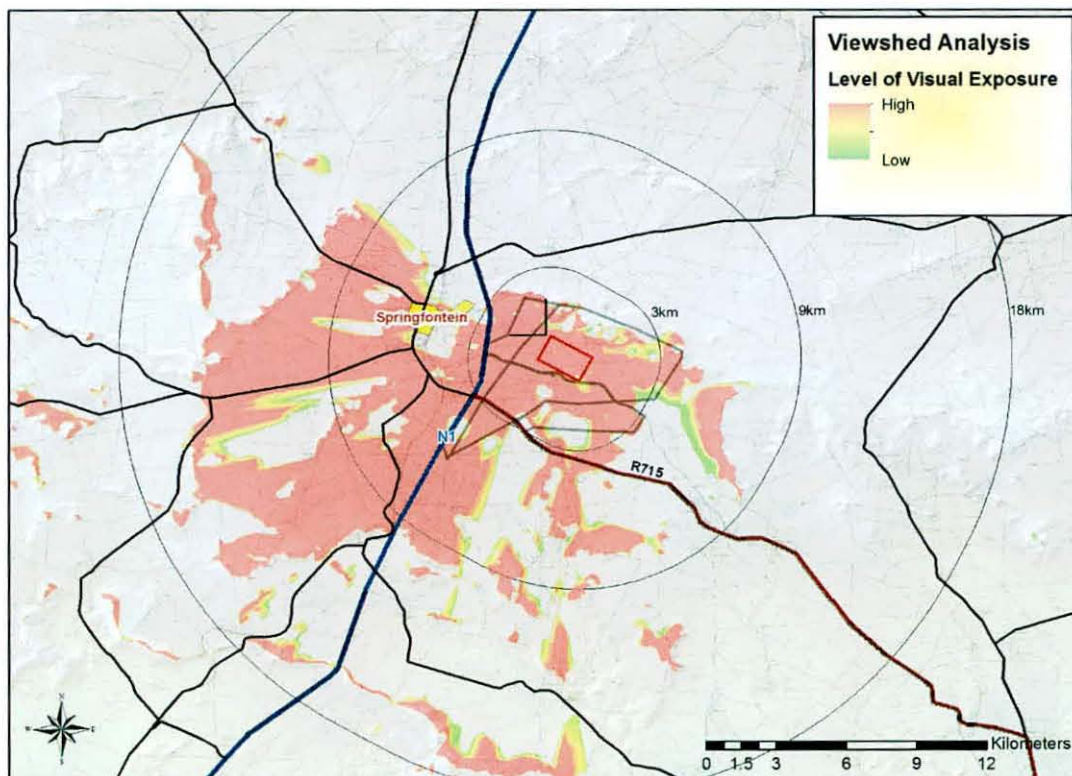 Viewshed Analysis
Level of Visual Exposure
High
Low
Springfontein
3km
9km
18km
N1
R715
N
W E
S
Kilometers
0 1.5 3 6 9 12